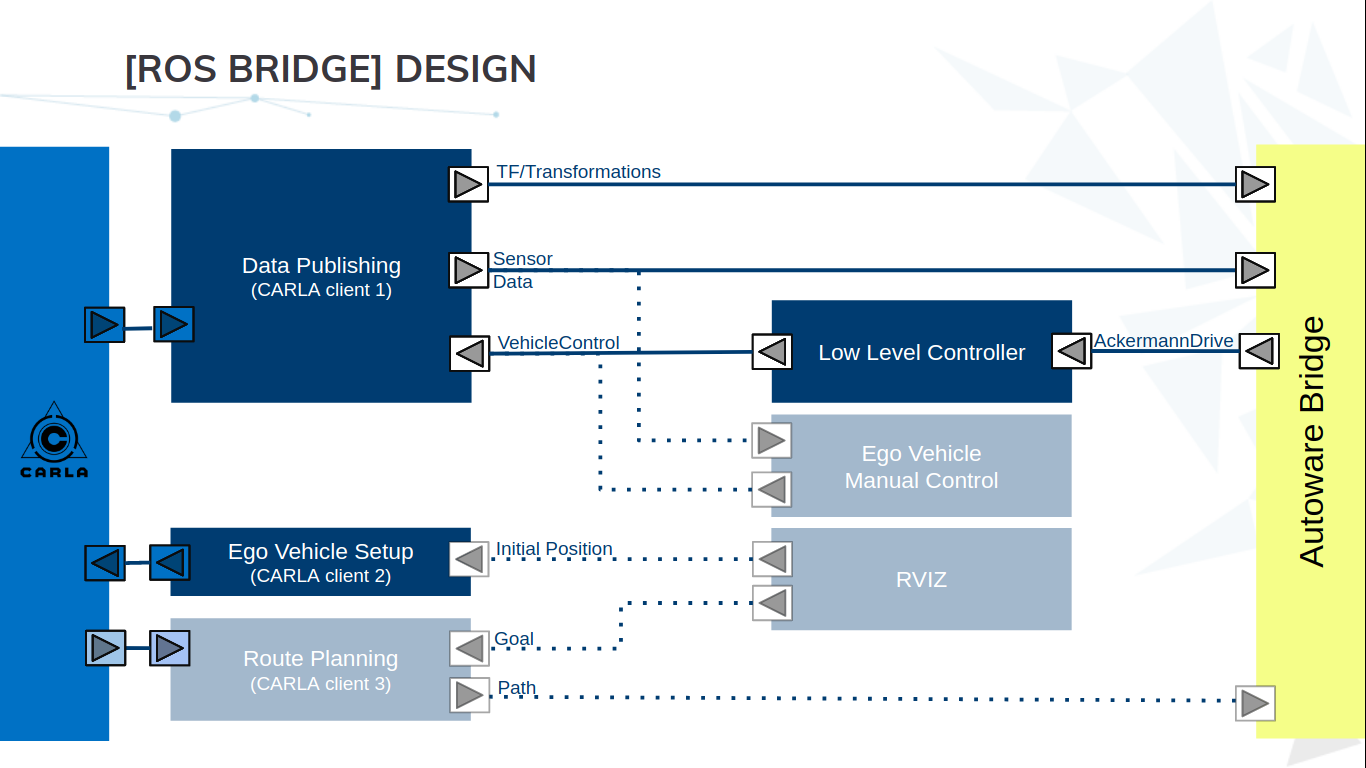 [ROS BRIDGE] DESIGN
TF/Transformations
Data Publishing
(CARLA client 1)
Sensor
Data
VehicleControl
Low Level Controller
AckermannDrive
Autoware Bridge
CARLA
Ego Vehicle
Manual Control
Ego Vehicle Setup
(CARLA client 2)
Initial Position
RVIZ
Route Planning
(CARLA client 3)
Goal
Path